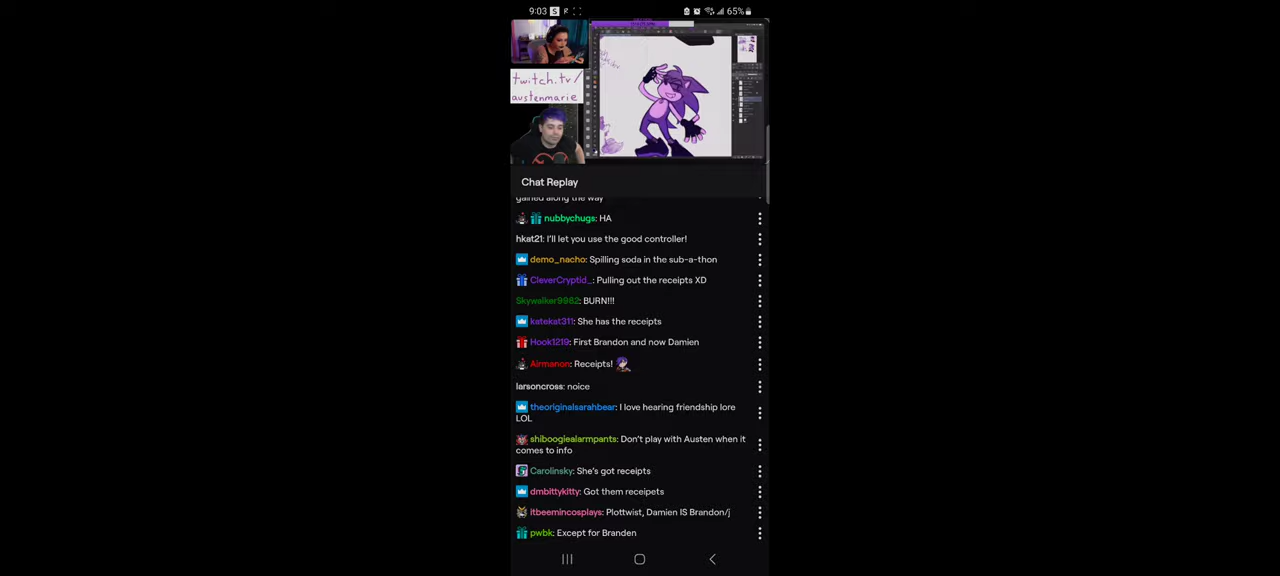 9:03
65%
twitch.tv/
austenmarie
Chat Replay
gained along the way
nubbychugs: HA
hkat21: I'll let you use the good controller!
demo_nacho: Spilling soda in the sub-a-thon
CleverCryptid_: Pulling out the receipts XD
Skywalker9982: BURN!!!
katekat311: She has the receipts
Hook1219: First Brandon and now Damien
Airmanon: Receipts!
larsoncross: noice
theoriginalsarahbear: I love hearing friendship lore
LOL
shiboogiealarmpants: Don't play with Austen when it
comes to info
Carolinsky: She's got receipts
dmbittykitty: Got them receipets
itbeemincosplays: Plottwist, Damien IS Brandon/j
pwbk: Except for Branden